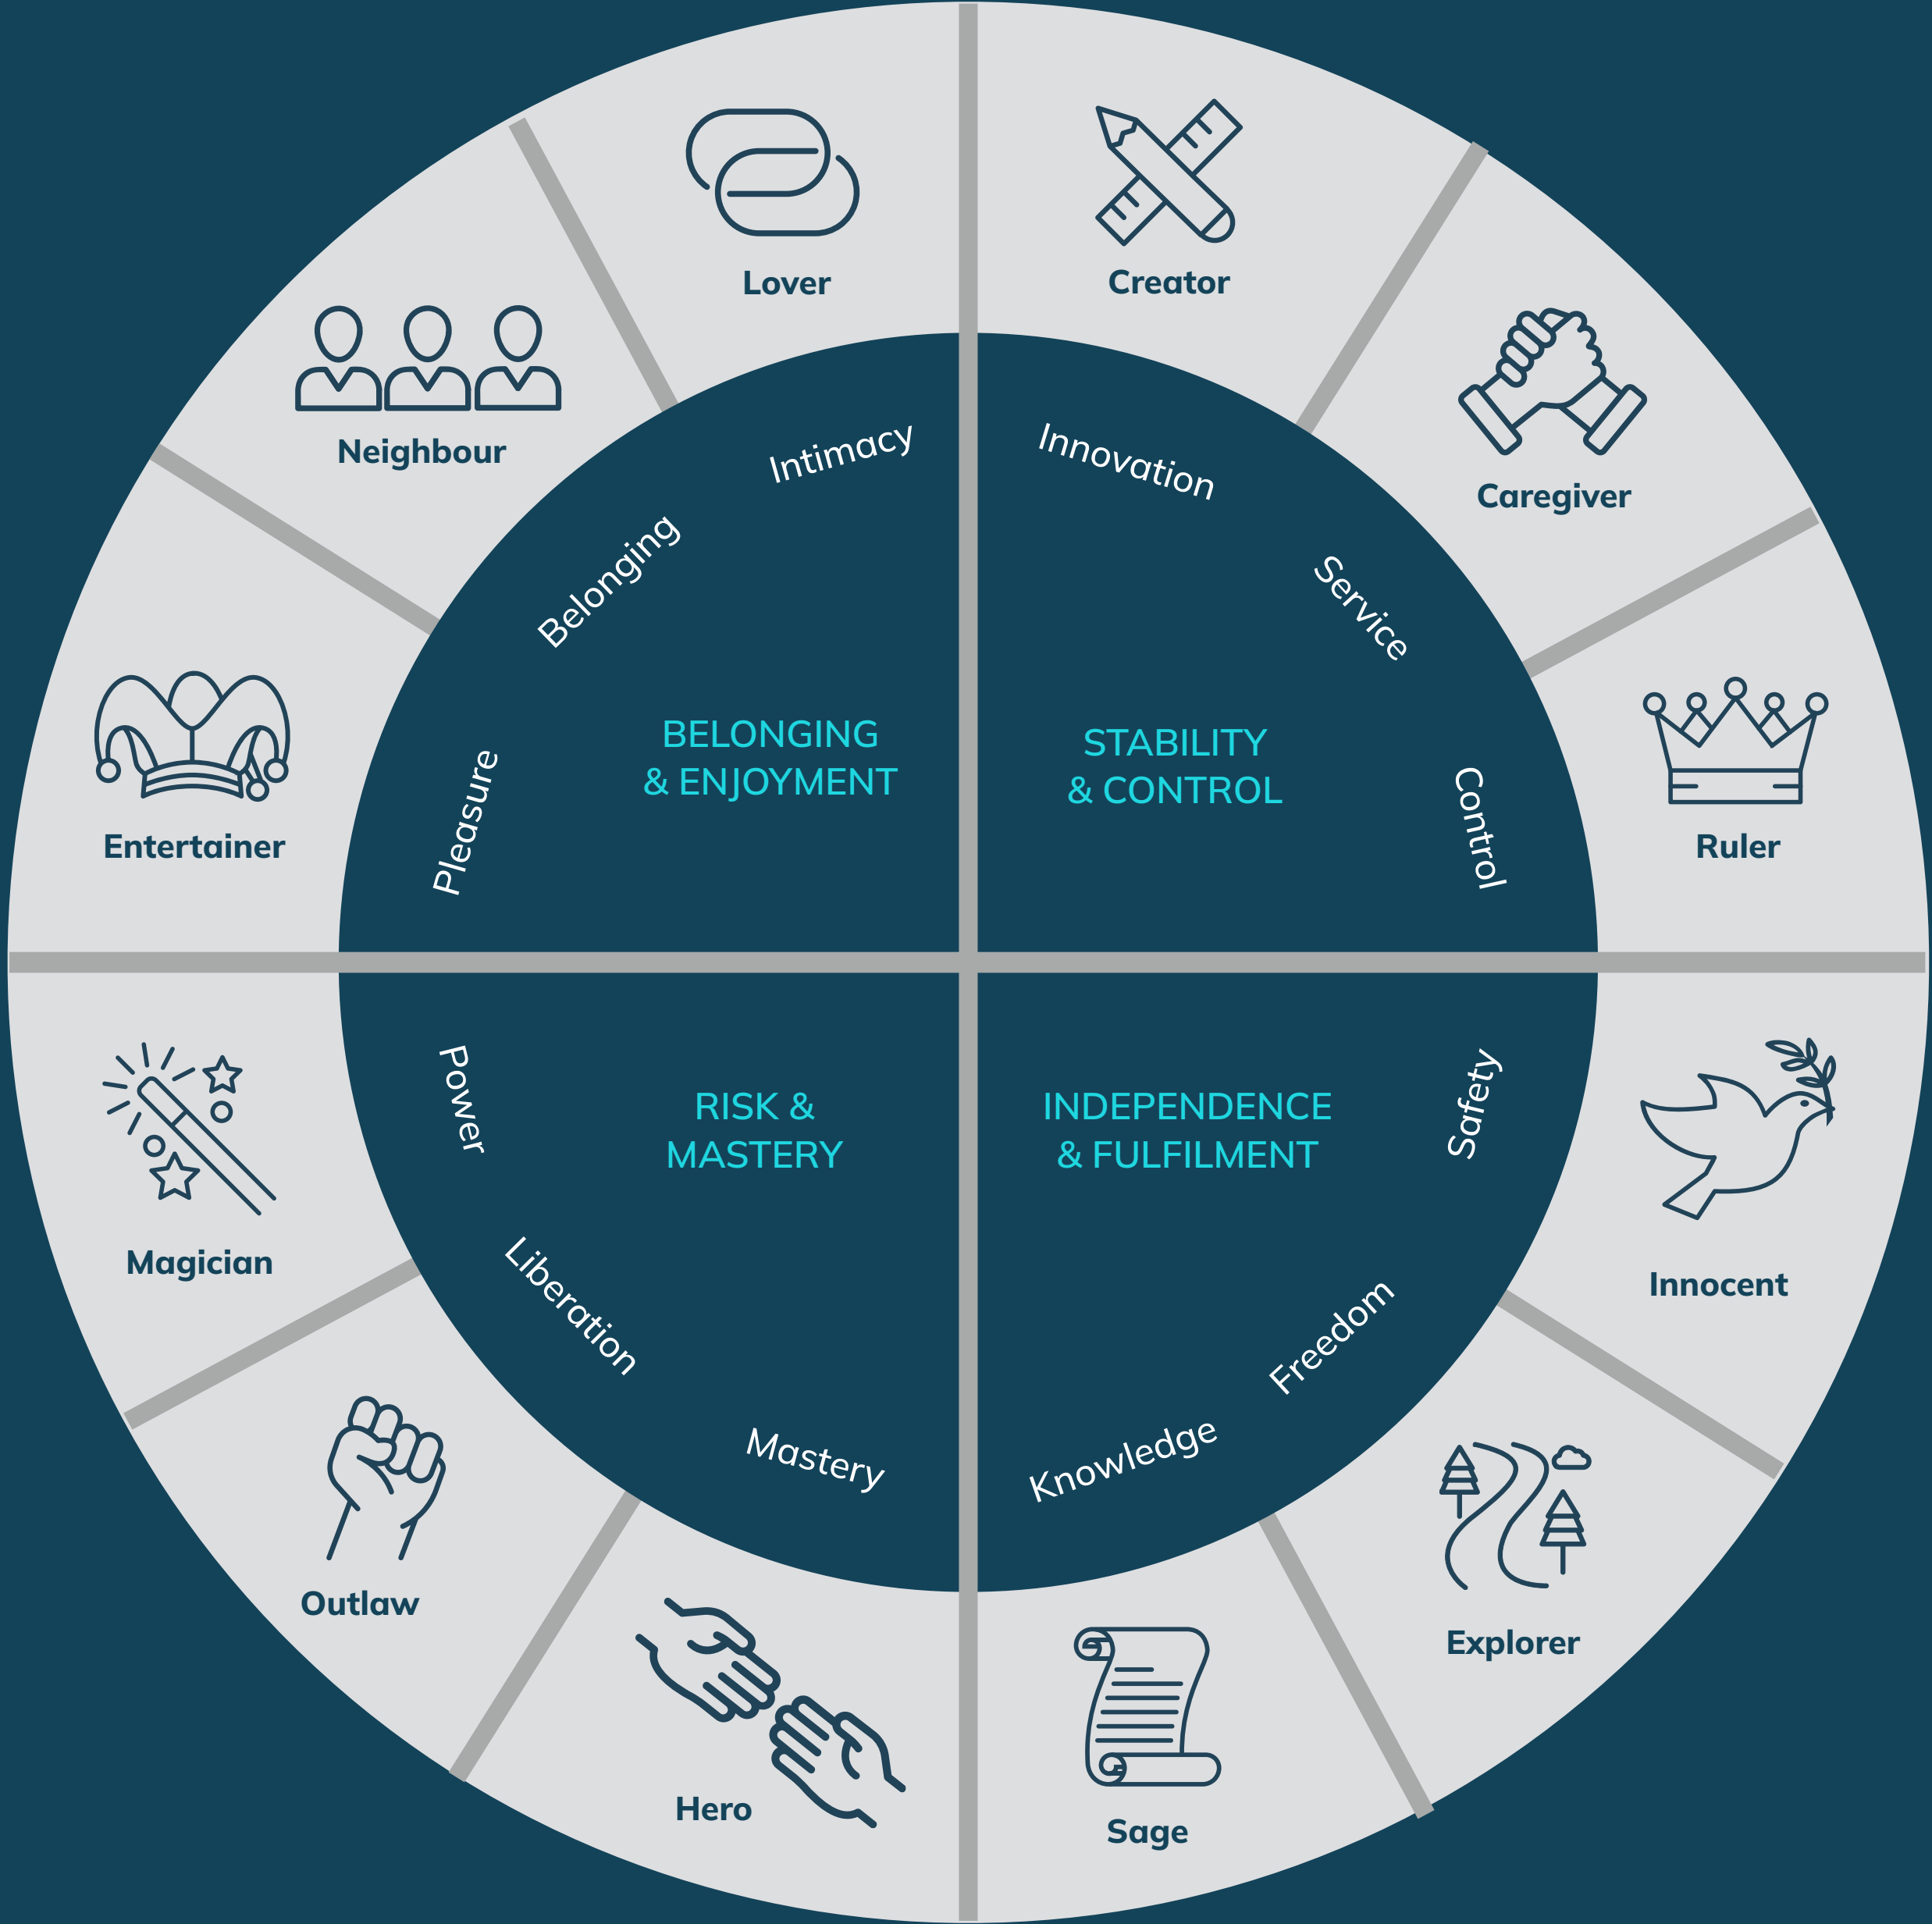 Lover
Creator
Neighbour
Caregiver
Intimacy
Innovation
Belonging
Service
Entertainer
Pleasure
BELONGING
& ENJOYMENT
STABILITY
& CONTROL
Control
Ruler
Magician
Power
RISK &
MASTERY
INDEPENDENCE
& FULFILMENT
Safety
Innocent
Liberation
Freedom
Mastery
Knowledge
Outlaw
Explorer
Hero
Sage